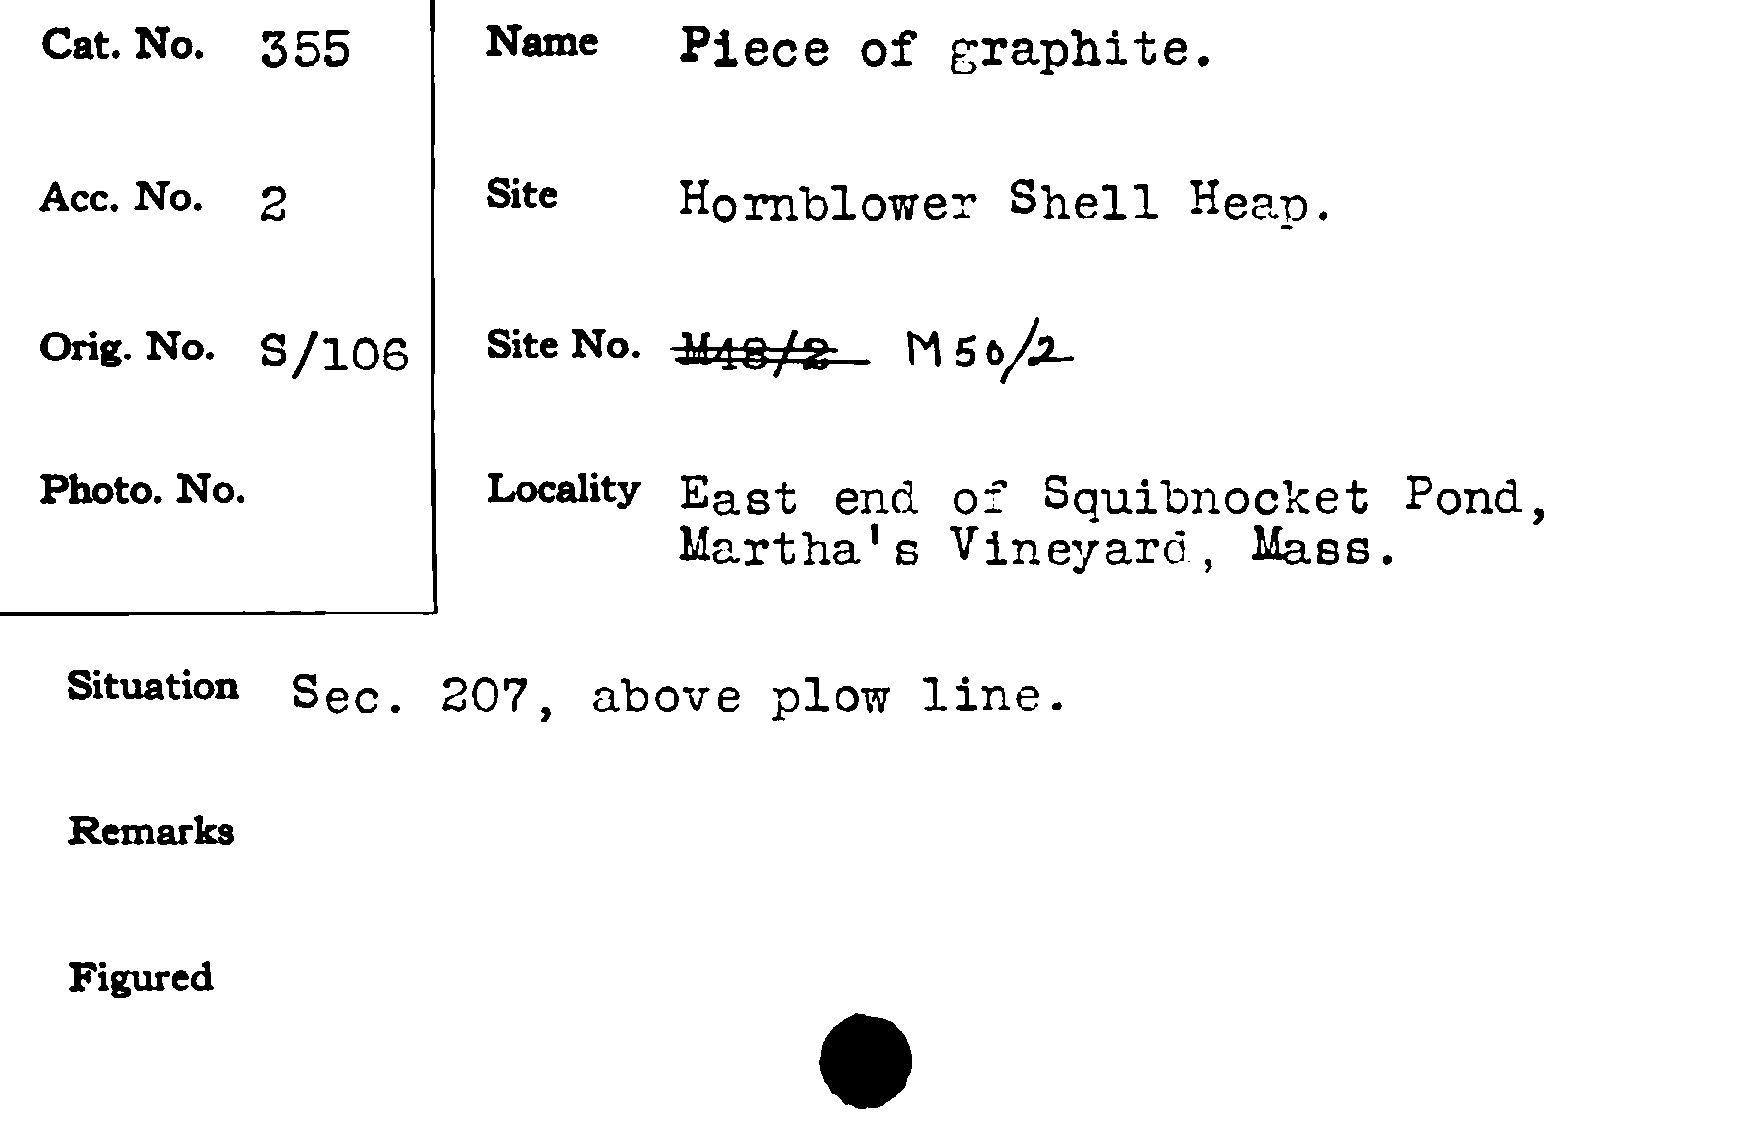 Cat. No. 355
Name Piece of graphite.
Acc. No. 2
Site Hornblower Shell Heap.
Orig. No. S/106
Site No. M48/2 M50/2
Photo. No.
Locality East end of Squibnocket Pond,
Martha's Vineyard, Mass.
Situation Sec. 207, above plow line.
Remarks
Figured